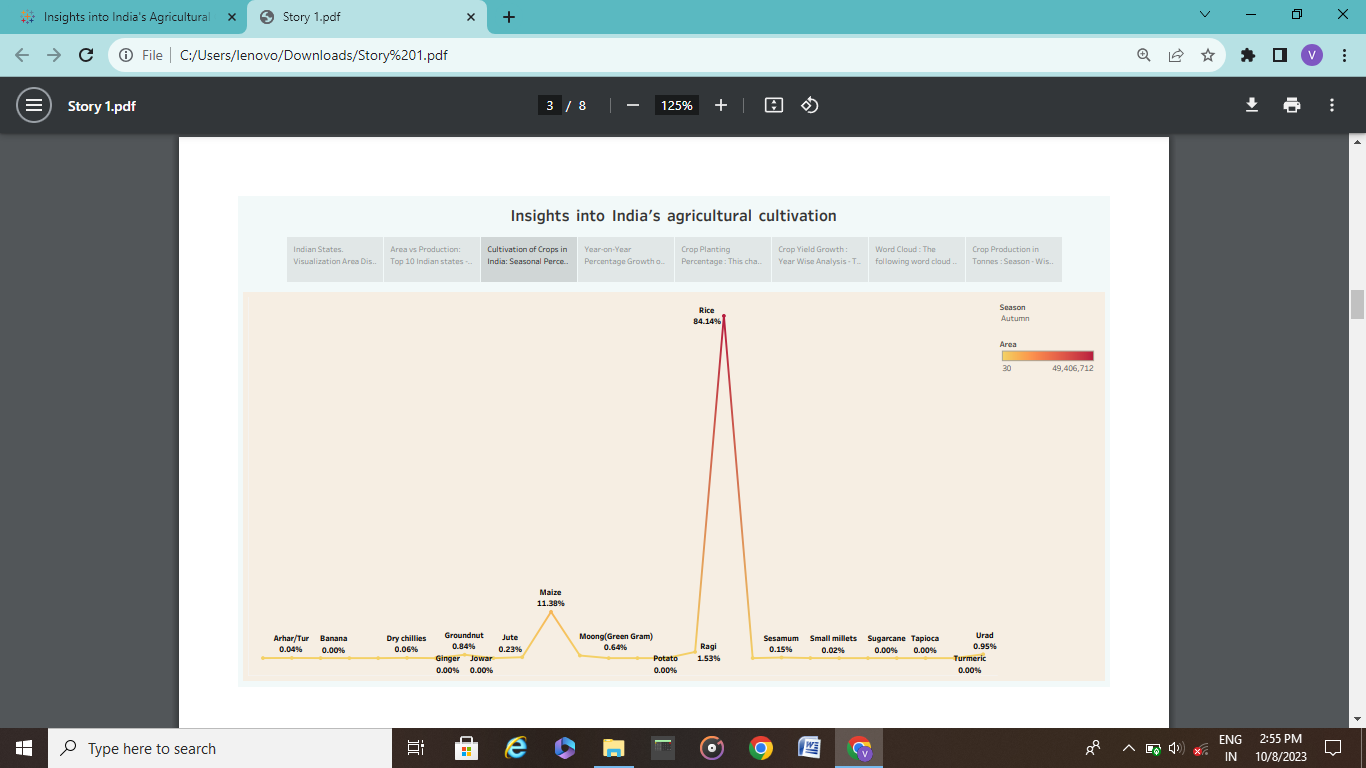 Insights into India's Agricultural
Story 1.pdf
File
C:/Users/lenovo/Downloads/Story%201.pdf
V
Story 1.pdf
3 / 8
125%
Insights into India's agricultural cultivation
Indian States.
Visualization Area Dis..
Area vs Production:
Top 10 Indian states -..
Cultivation of Crops in
India: Seasonal Perce..
Year-on-Year
Percentage Growth o..
Crop Planting
Percentage : This cha..
Crop Yield Growth :
Year Wise Analysis - T..
Word Cloud : The
following word cloud ..
Crop Production in
Tonnes : Season - Wis..
Season
Autumn
Area
30
49,406,712
Rice
84.14%
Maize
11.38%
Arhar/Tur
0.04%
Banana
0.00%
Dry chillies
0.06%
Groundnut
0.84%
Ginger
0.00%
Jowar
0.00%
Jute
0.23%
Moong(Green Gram)
0.64%
Potato
0.00%
Ragi
1.53%
Sesamum
0.15%
Small millets
0.02%
Sugarcane
0.00%
Tapioca
0.00%
Urad
0.95%
Turmeric
0.00%
Type here to search
V
ENG
IN
2:55 PM
10/8/2023